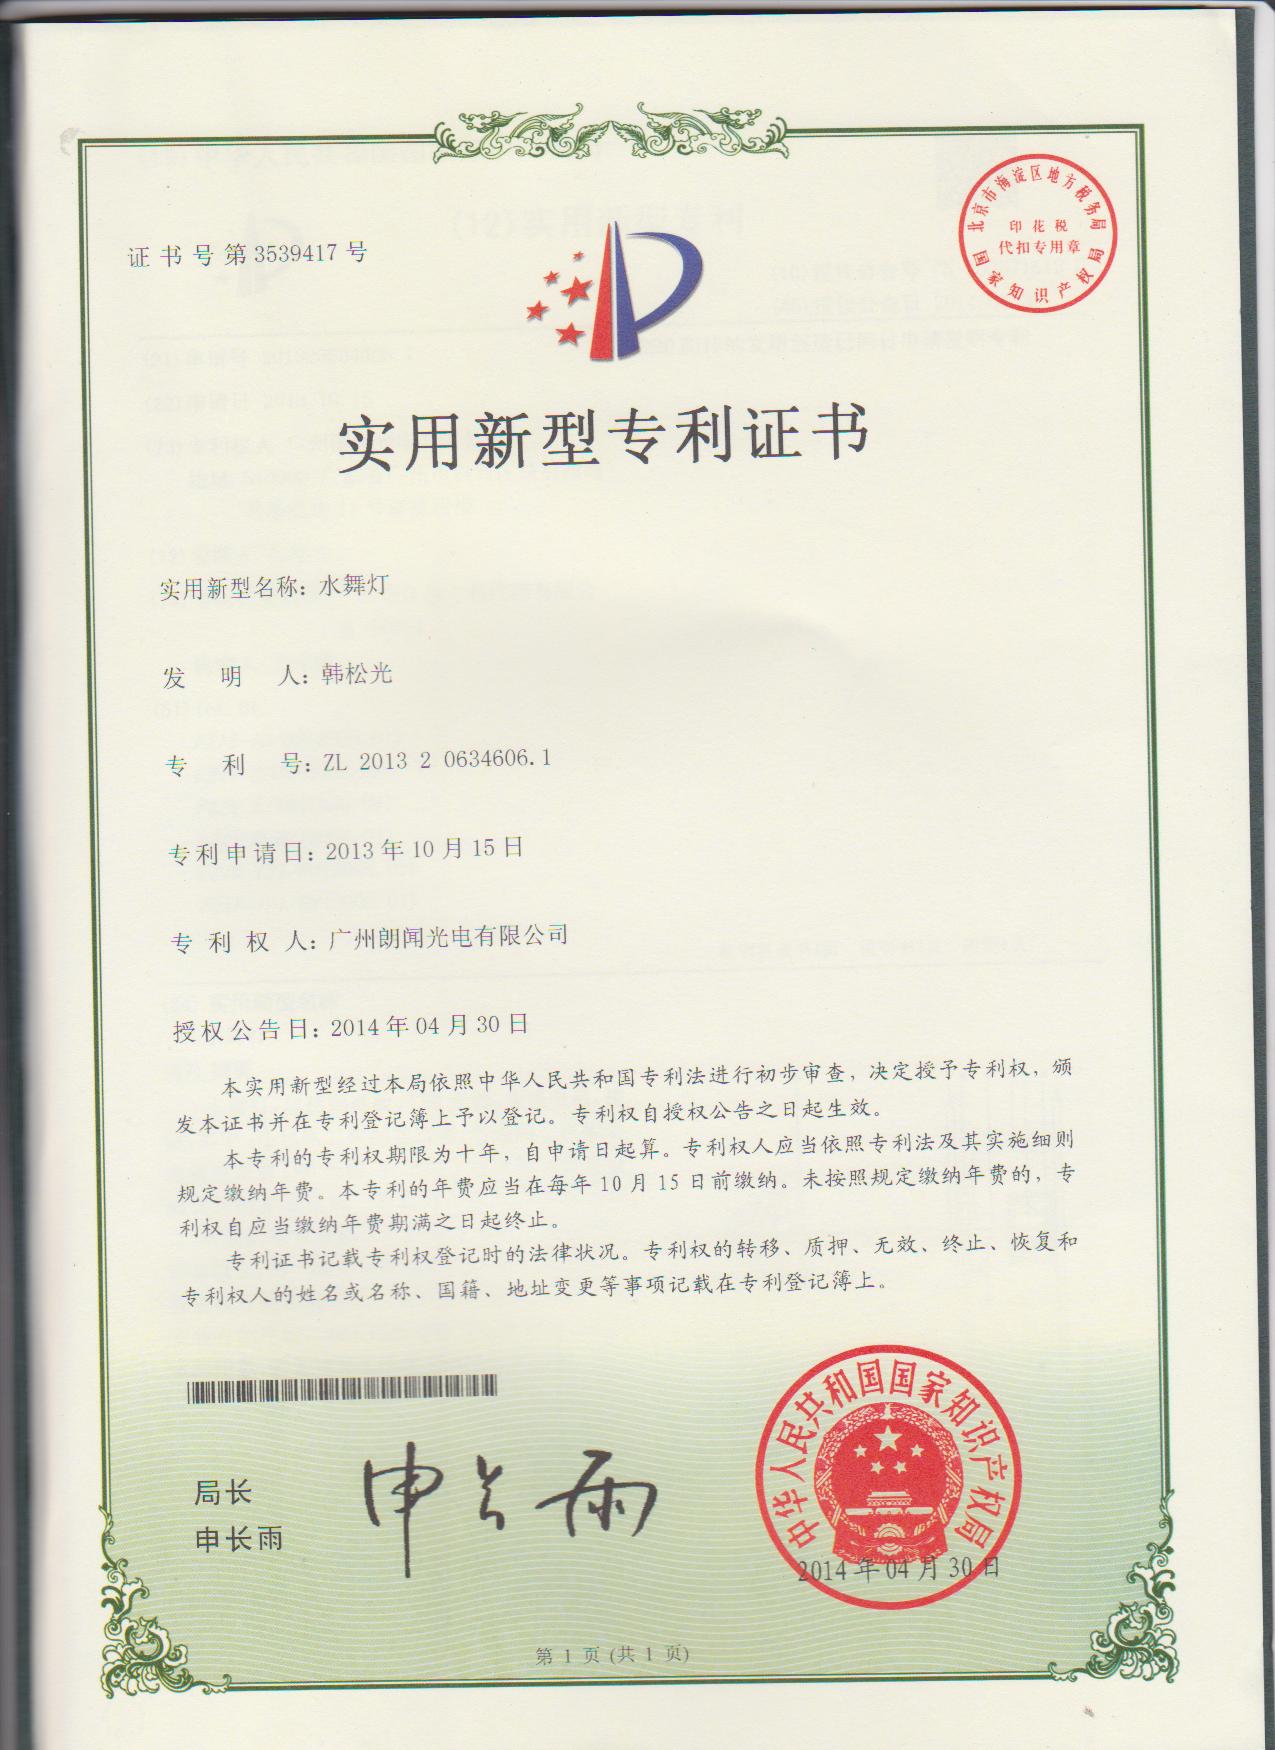 证书号第3539417号
北京市海淀区地方税务局
印花税
代扣专用章
国家知识产权局
实用新型专利证书
实用新型名称：水舞灯
发明人：韩松光
专利号：ZL 2013 2 0634606.1
专利申请日：2013年10月15日
专利权人：广州朗闻光电有限公司
授权公告日：2014年04月30日
本实用新型经过本局依照中华人民共和国专利法进行初步审查，决定授予专利权，颁
发本证书并在专利登记簿上予以登记。专利权自授权公告之日起生效。
本专利的专利权期限为十年，自申请日起算。专利权人应当依照专利法及其实施细则
规定缴纳年费。本专利的年费应当在每年10月15日前缴纳。未按照规定缴纳年费的，专
利权自应当缴纳年费期满之日起终止。
专利证书记载专利权登记时的法律状况。专利权的转移、质押、无效、终止、恢复和
专利权人的姓名或名称、国籍、地址变更等事项记载在专利登记簿上。
局长
申长雨
申长雨
中华人民共和国国家知识产权局
2014年04月30日
第1页(共1页)